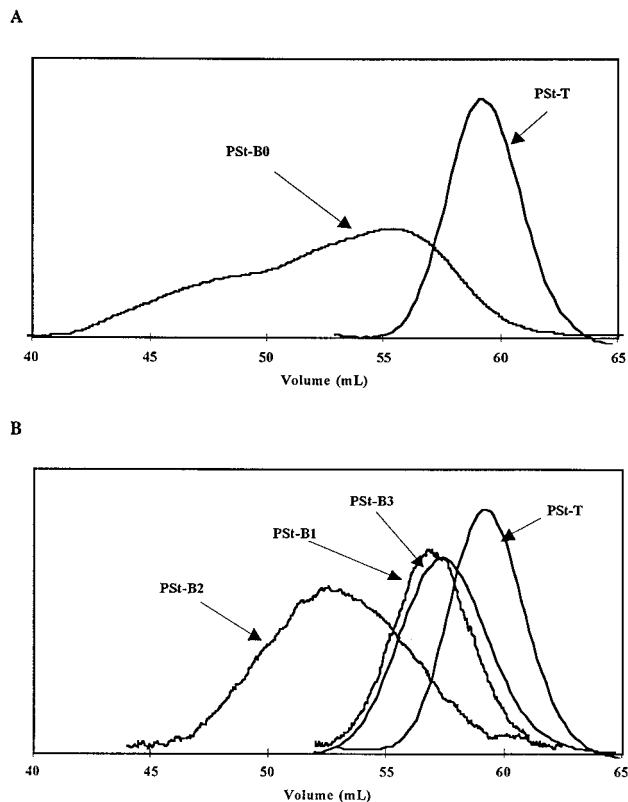 A
PSt-T
PSt-B0
40 45 50 55 60 65
Volume (mL)
B
PSt-B3
PSt-T
PSt-B1
PSt-B2
40 45 50 55 60 65
Volume (mL)